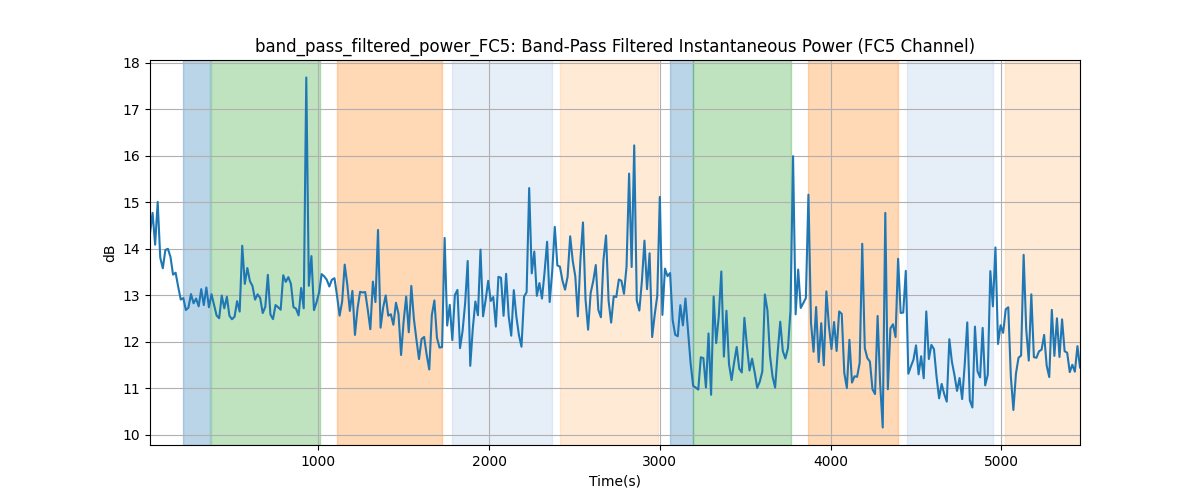 band_pass_filtered_power_FC5: Band-Pass Filtered Instantaneous Power (FC5 Channel)
18
17
16
15
14
13
12
11
10
dB
1000 2000 3000 4000 5000
Time(s)